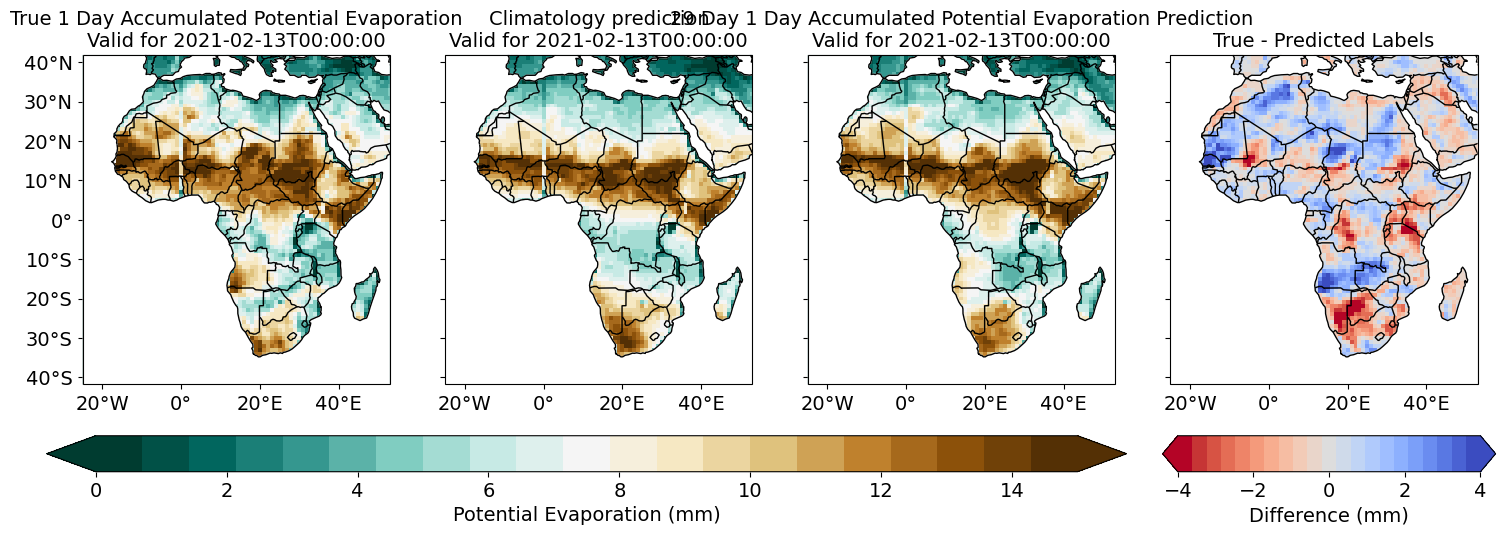 True 1 Day Accumulated Potential Evaporation
Valid for 2021-02-13T00:00:00
Climatology prediction
Valid for 2021-02-13T00:00:00
29 Day 1 Day Accumulated Potential Evaporation Prediction
Valid for 2021-02-13T00:00:00
True - Predicted Labels
40°N
30°N
20°N
10°N
0°
10°S
20°S
30°S
40°S
20°W 0° 20°E 40°E
20°W 0° 20°E 40°E
20°W 0° 20°E 40°E
20°W 0° 20°E 40°E
0 2 4 6 8 10 12 14
Potential Evaporation (mm)
−4 −2 0 2 4
Difference (mm)